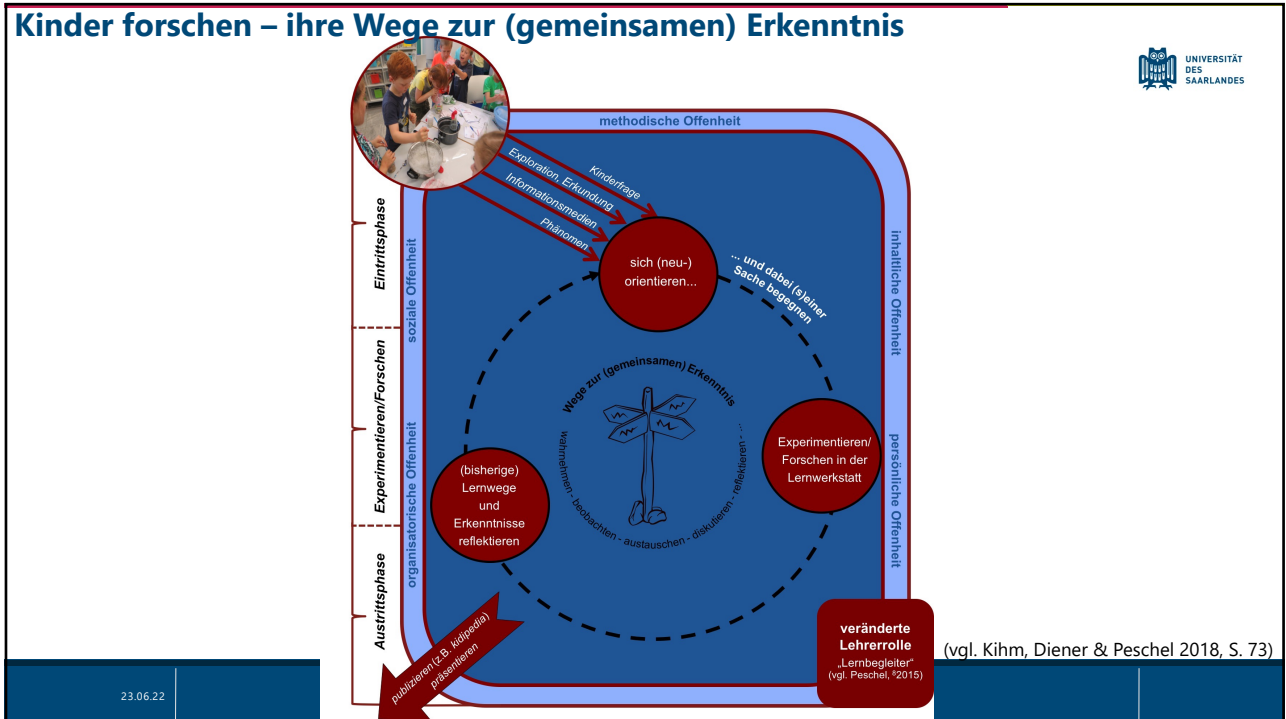 Kinder forschen – ihre Wege zur (gemeinsamen) Erkenntnis
UNIVERSITÄT
DES
SAARLANDES
methodische Offenheit
Kinderfrage
Exploration, Erkundung
Informationsmedien
Phänomen
Eintrittsphase
soziale Offenheit
inhaltliche Offenheit
sich (neu-)
orientieren...
... und dabei (s)einer
Sache begegnen
Experimentieren/Forschen
organisatorische Offenheit
persönliche Offenheit
Wege zur (gemeinsamen) Erkenntnis
wahrnehmen - beobachten - austauschen - diskutieren - reflektieren - ...
Experimentieren/
Forschen in der
Lernwerkstatt
(bisherige)
Lernwege
und
Erkenntnisse
reflektieren
Austrittsphase
publizieren (z.B. kidipedia)
präsentieren
veränderte
Lehrerrolle
„Lernbegleiter“
(vgl. Peschel, ⁸2015)
(vgl. Kihm, Diener & Peschel 2018, S. 73)
23.06.22